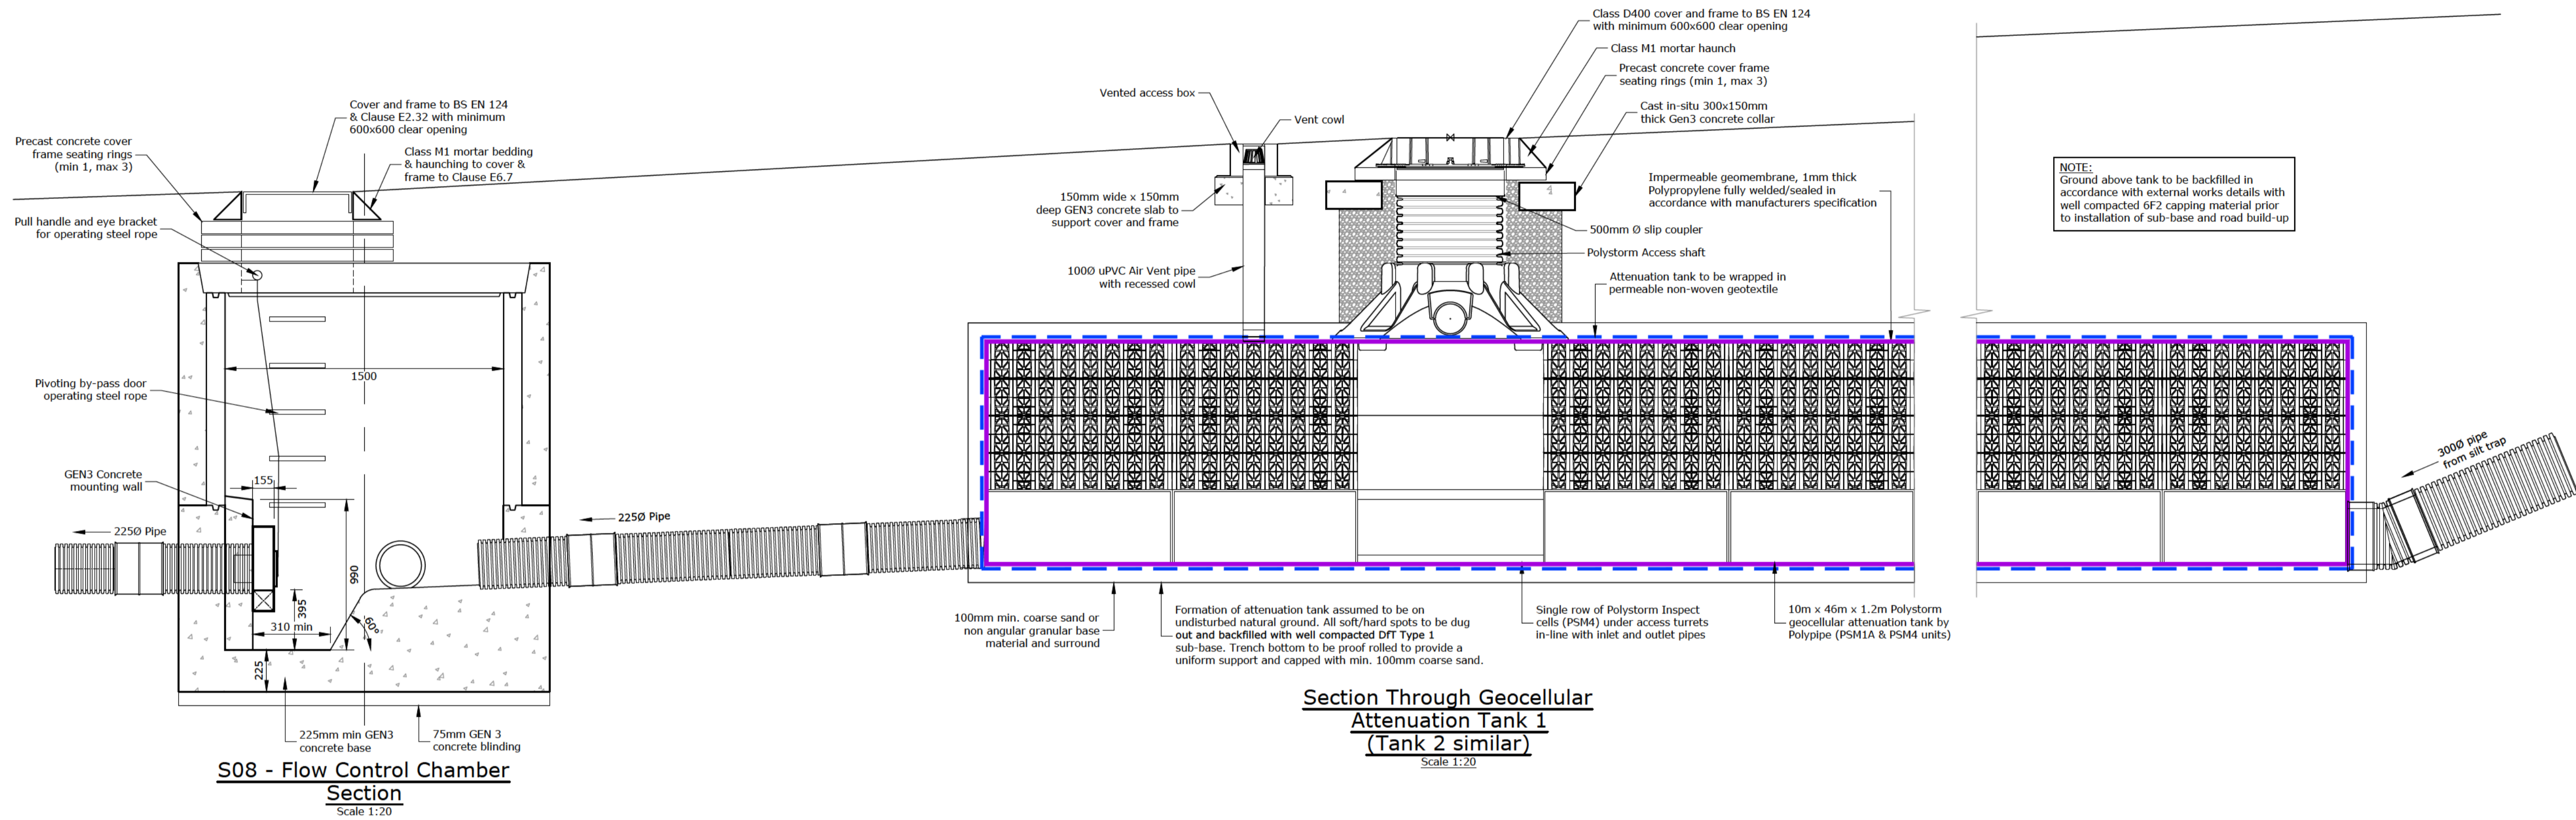 Cover and frame to BS EN 124
& Clause E2.32 with minimum
600x600 clear opening
Precast concrete cover
frame seating rings
(min 1, max 3)
Class M1 mortar bedding
& haunching to cover &
frame to Clause E6.7
Pull handle and eye bracket
for operating steel rope
1500
Pivoting by-pass door
operating steel rope
GEN3 Concrete
mounting wall
155
225Ø Pipe
990
395
310 min
60°
225
225mm min GEN3
concrete base
75mm GEN 3
concrete blinding
S08 - Flow Control Chamber
Section
Scale 1:20
225Ø Pipe
Class D400 cover and frame to BS EN 124
with minimum 600x600 clear opening
Class M1 mortar haunch
Precast concrete cover frame
seating rings (min 1, max 3)
Cast in-situ 300x150mm
thick Gen3 concrete collar
Vented access box
Vent cowl
150mm wide x 150mm
deep GEN3 concrete slab to
support cover and frame
100Ø uPVC Air Vent pipe
with recessed cowl
Impermeable geomembrane, 1mm thick
Polypropylene fully welded/sealed in
accordance with manufacturers specification
500mm Ø slip coupler
Polystorm Access shaft
Attenuation tank to be wrapped in
permeable non-woven geotextile
NOTE:
Ground above tank to be backfilled in
accordance with external works details with
well compacted 6F2 capping material prior
to installation of sub-base and road build-up
300Ø pipe
from silt trap
100mm min. coarse sand or
non angular granular base
material and surround
Formation of attenuation tank assumed to be on
undisturbed natural ground. All soft/hard spots to be dug
out and backfilled with well compacted DfT Type 1
sub-base. Trench bottom to be proof rolled to provide a
uniform support and capped with min. 100mm coarse sand.
Single row of Polystorm Inspect
cells (PSM4) under access turrets
in-line with inlet and outlet pipes
10m x 46m x 1.2m Polystorm
geocellular attenuation tank by
Polypipe (PSM1A & PSM4 units)
Section Through Geocellular
Attenuation Tank 1
(Tank 2 similar)
Scale 1:20